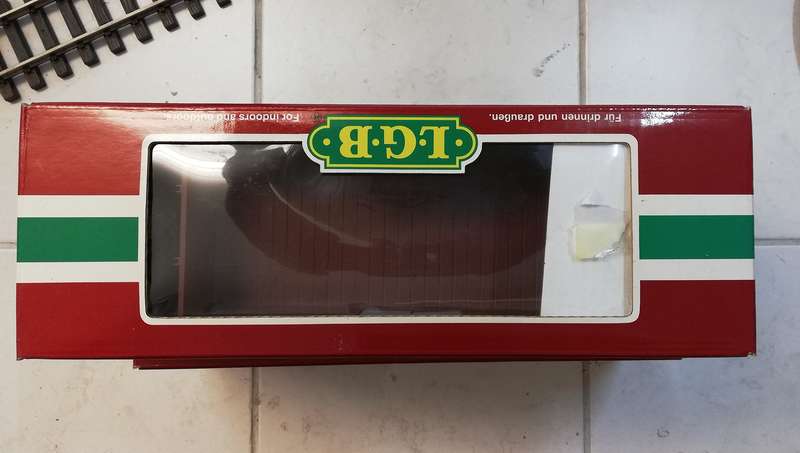 Für drinnen und draußen.
L·G·B·
For indoors and outdoors.